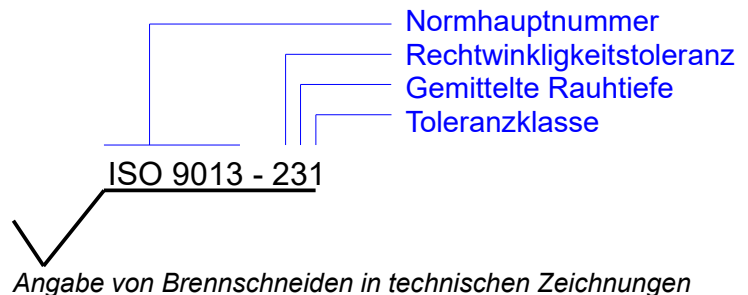 Normhauptnummer
Rechtwinkligkeitstoleranz
Gemittelte Rauhtiefe
Toleranzklasse
ISO 9013 - 231
Angabe von Brennschneiden in technischen Zeichnungen